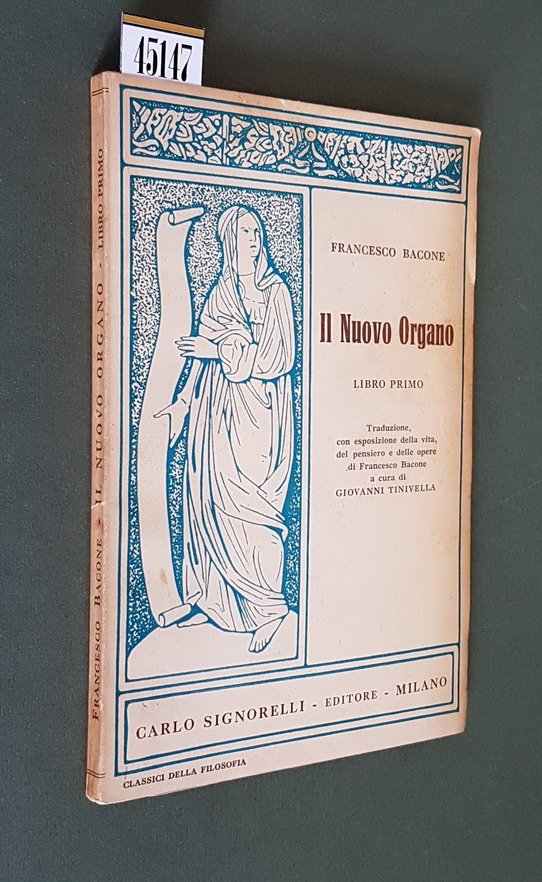 45147
FRANCESCO BACONE - IL NUOVO ORGANO - LIBRO PRIMO
FRANCESCO BACONE
Il Nuovo Organo
LIBRO PRIMO
Traduzione,
con esposizione della vita,
del pensiero e delle opere
di Francesco Bacone
a cura di
GIOVANNI TINIVELLA
CARLO SIGNORELLI - EDITORE - MILANO
CLASSICI DELLA FILOSOFIA